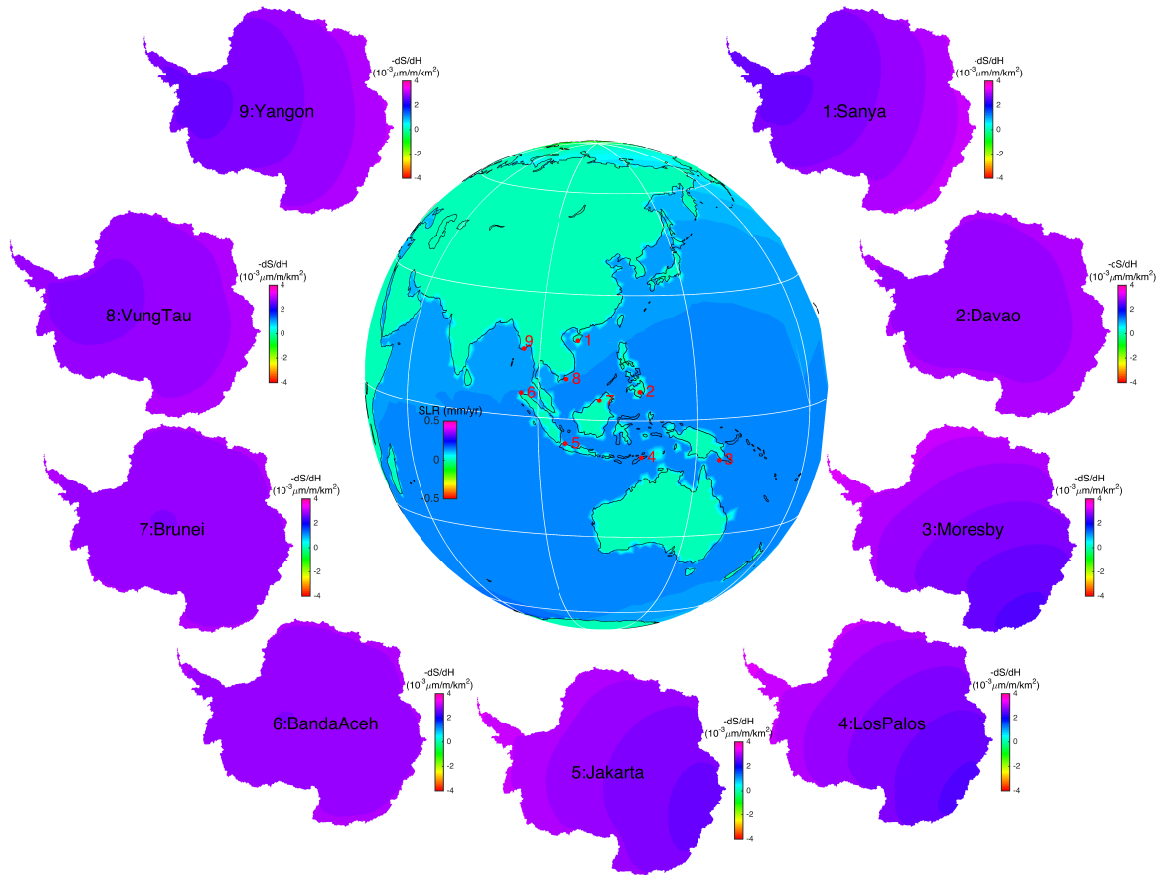 -dS/dH
(10⁻³μm/m/km²)
4
2
0
-2
-4
9:Yangon
-dS/dH
(10⁻³μm/m/km²)
4
2
0
-2
-4
1:Sanya
-dS/dH
(10⁻³μm/m/km²)
4
2
0
-2
-4
8:VungTau
-cS/dH
(10⁻³μm/m/km²)
4
2
0
-2
-4
2:Davao
9
1
8
6
2
7
5
4
3
SLR (mm/yr)
0.5
0
-0.5
-dS/dH
(10⁻³μm/m/km²)
4
2
0
-2
-4
7:Brunei
-dS/dH
(10⁻³μm/m/km²)
4
2
0
-2
-4
3:Moresby
-dS/dH
(10⁻³μm/m/km²)
4
2
0
-2
-4
6:BandaAceh
-dS/dH
(10⁻³μm/m/km²)
4
2
0
-2
-4
5:Jakarta
-dS/dH
(10⁻³μm/m/km²)
4
2
0
-2
-4
4:LosPalos